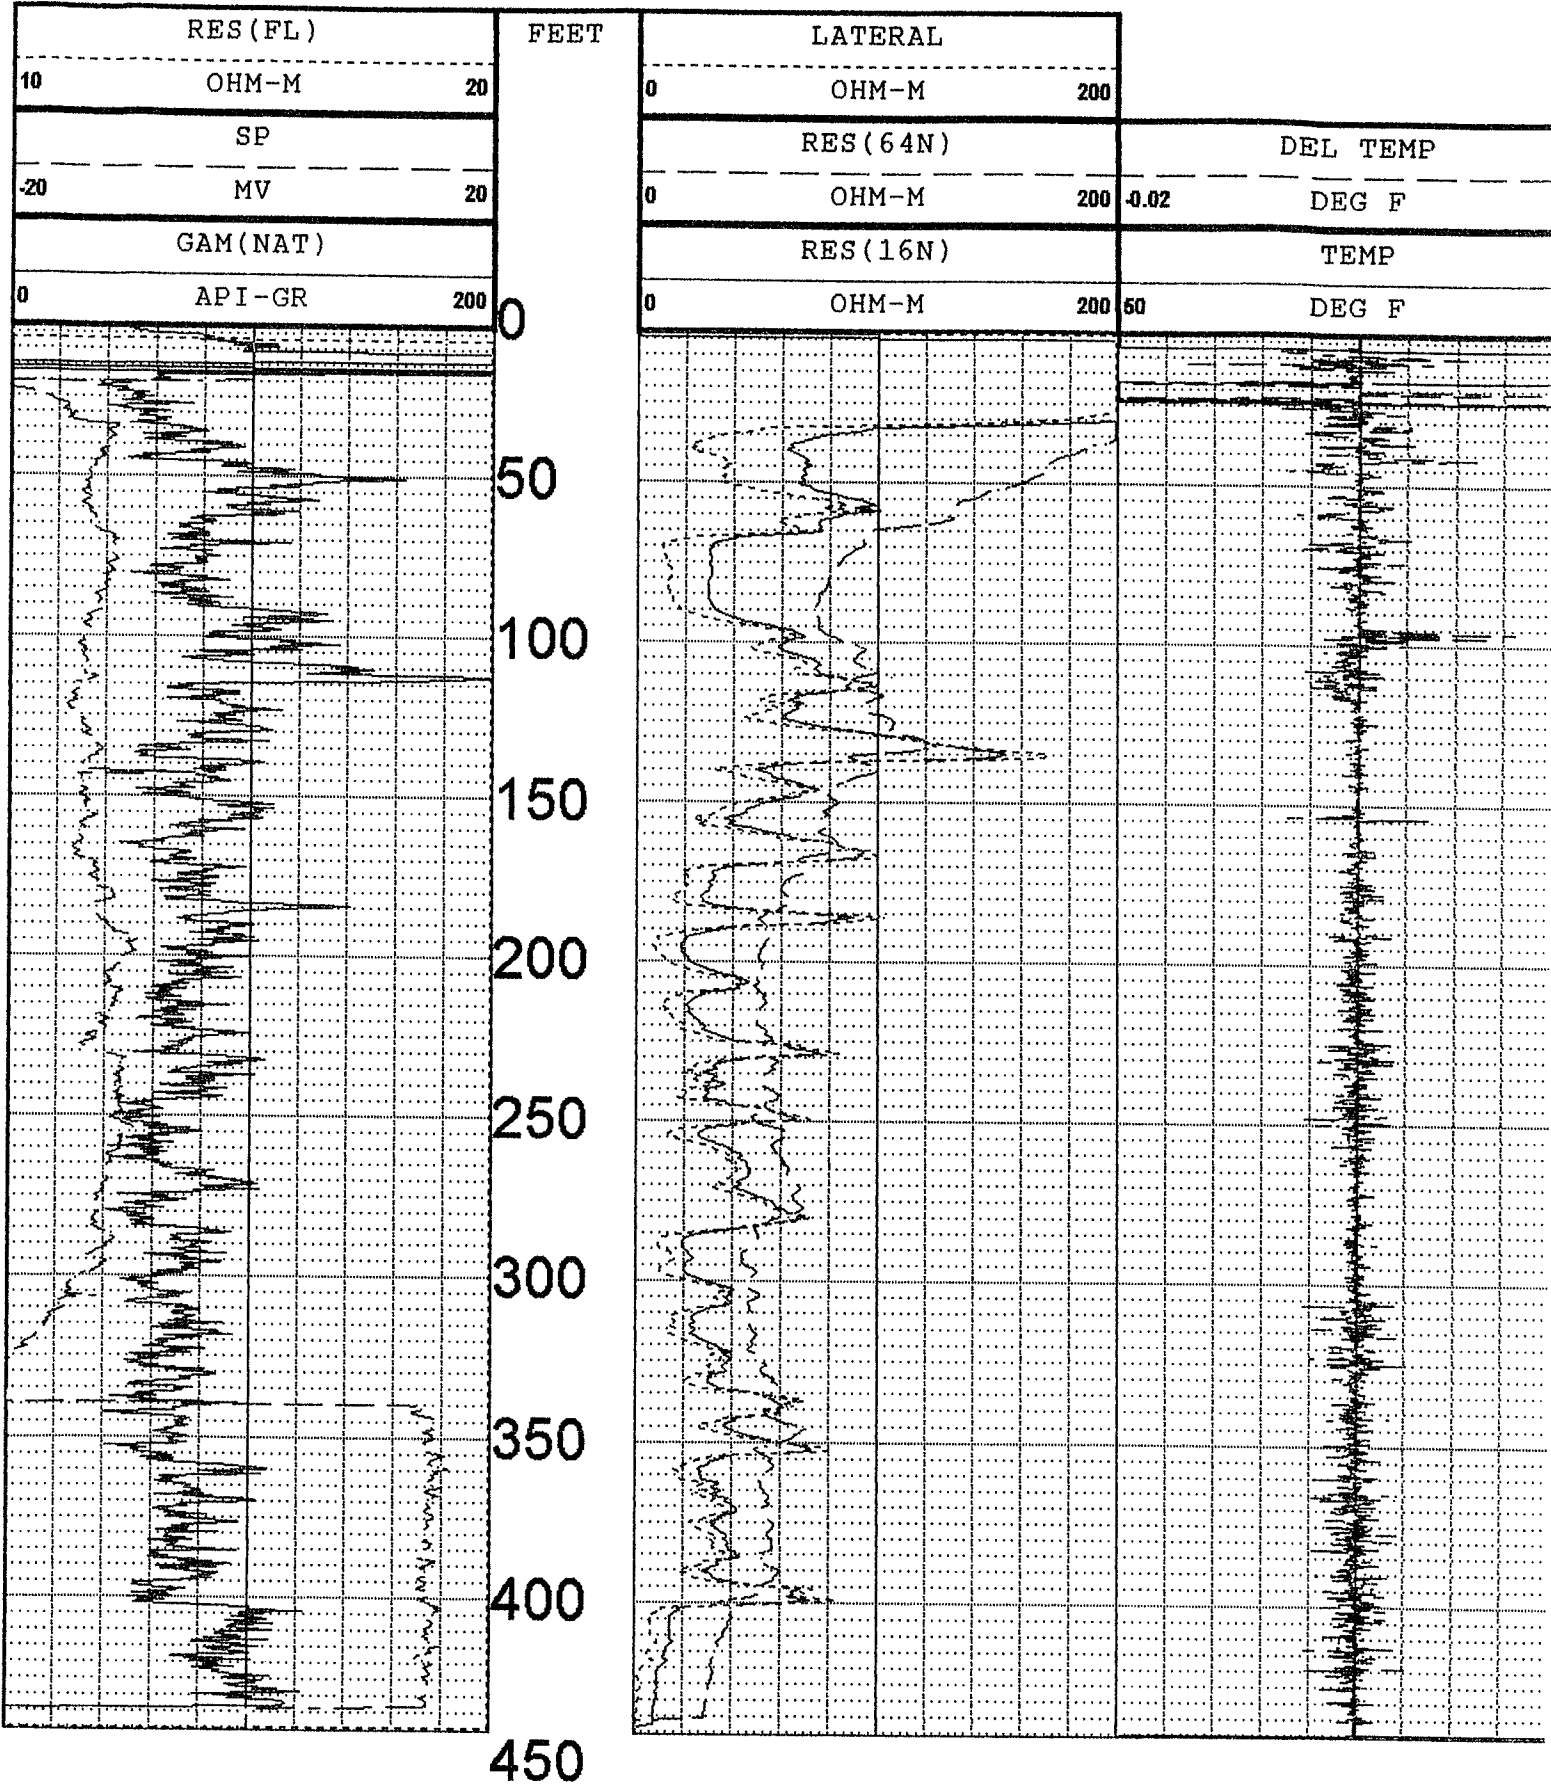 RES(FL)
10 OHM-M 20
SP
-20 MV 20
GAM(NAT)
0 API-GR 200
FEET
LATERAL
0 OHM-M 200
RES(64N)
0 OHM-M 200
RES(16N)
0 OHM-M 200
DEL TEMP
-0.02 DEG F
TEMP
50 DEG F
0
50
100
150
200
250
300
350
400
450